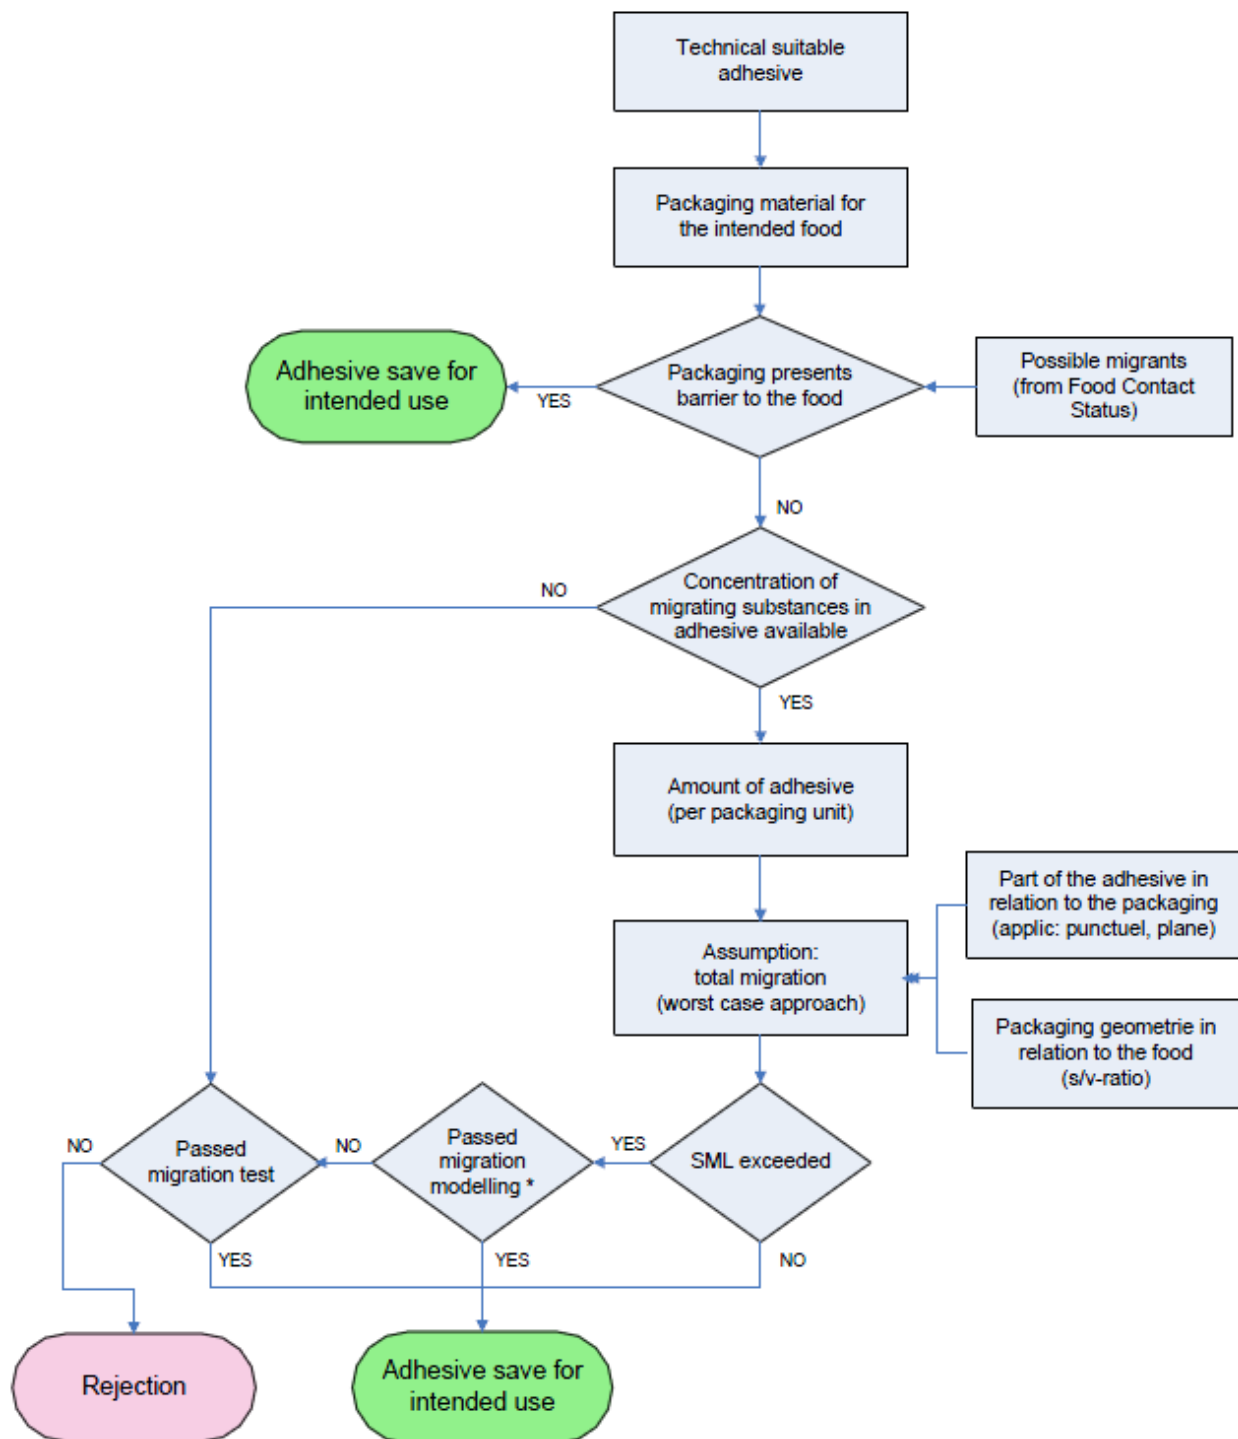 Technical suitable
adhesive
Packaging material for
the intended food
Adhesive save for
intended use
YES
Packaging presents
barrier to the food
Possible migrants
(from Food Contact
Status)
NO
NO
Concentration of
migrating substances in
adhesive available
YES
Amount of adhesive
(per packaging unit)
Part of the adhesive in
relation to the packaging
(applic: punctuel, plane)
Assumption:
total migration
(worst case approach)
Packaging geometrie in
relation to the food
(s/v-ratio)
NO
Passed
migration test
NO
Passed
migration
modelling *
YES
SML exceeded
YES
YES
NO
Rejection
Adhesive save for
intended use